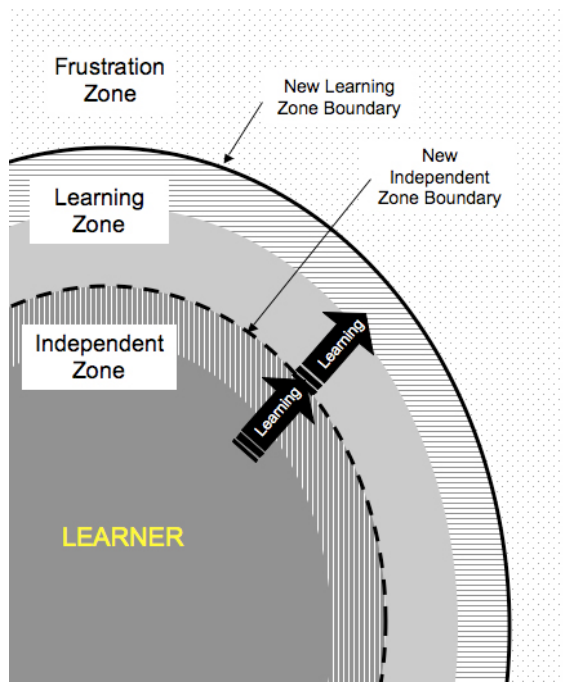 Frustration
Zone
New Learning
Zone Boundary
New
Independent
Zone Boundary
Learning
Zone
Independent
Zone
Learning
Learning
LEARNER